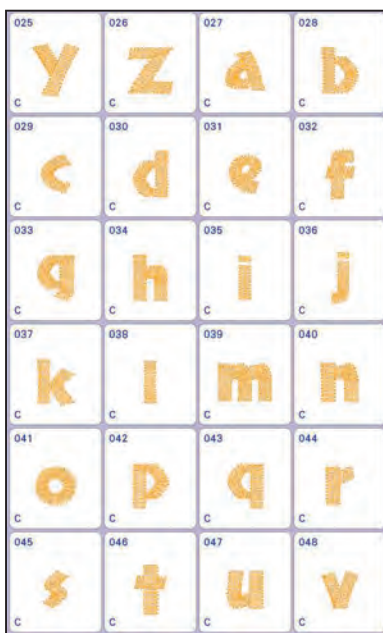 025 026 027 028
y z a b
C C C C
029 030 031 032
c d e f
C C C C
033 034 035 036
g h i j
C C C C
037 038 039 040
k l m n
C C C C
041 042 043 044
o p q r
C C C C
045 046 047 048
s t u v
C C C C